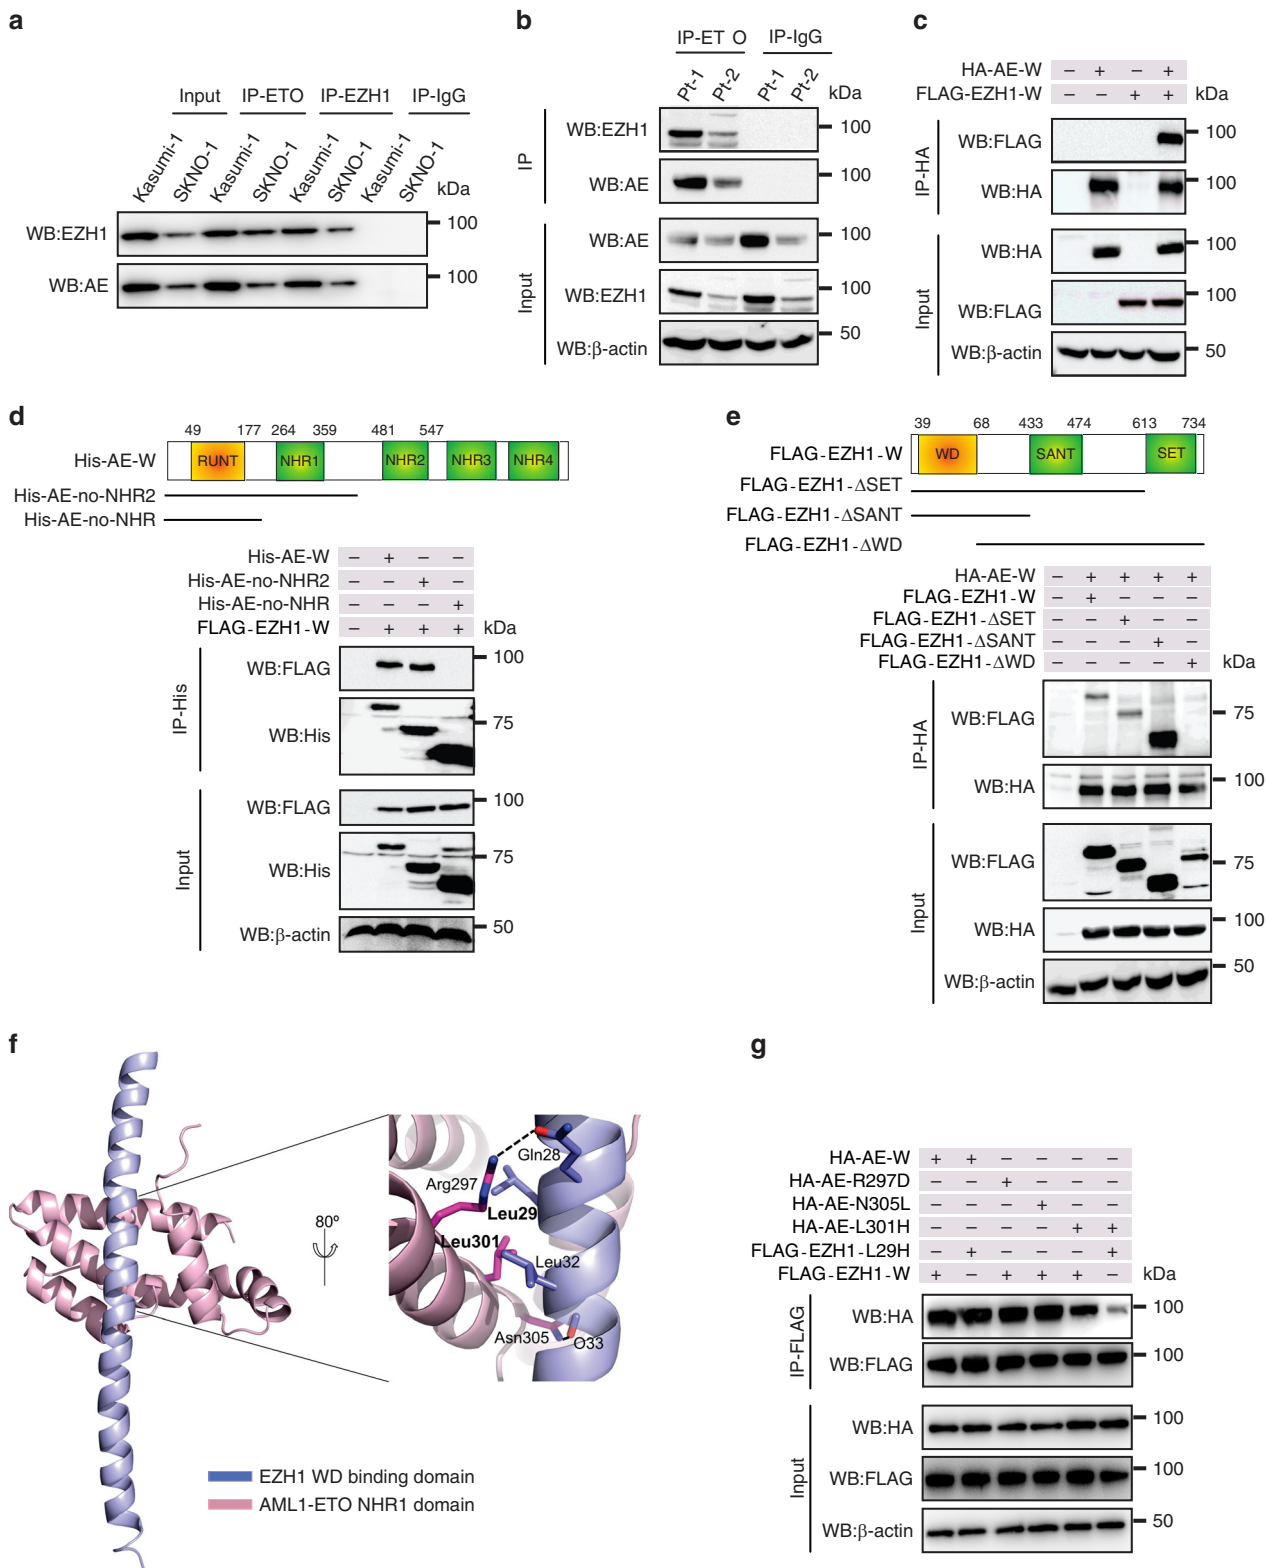 a
Input IP-ETO IP-EZH1 IP-IgG
Kasumi-1 SKNO-1 Kasumi-1 SKNO-1 Kasumi-1 SKNO-1 Kasumi-1 SKNO-1 kDa
WB:EZH1 100
WB:AE 100
b
IP-ET O IP-IgG
Pt-1 Pt-2 Pt-1 Pt-2 kDa
IP
WB:EZH1 100
WB:AE 100
Input
WB:AE 100
WB:EZH1 100
WB:β-actin 50
c
HA-AE-W – + – +
FLAG-EZH1-W – – + + kDa
IP-HA
WB:FLAG 100
WB:HA 100
Input
WB:HA 100
WB:FLAG 100
WB:β-actin 50
d
49 177 264 359 481 547
His-AE-W RUNT NHR1 NHR2 NHR3 NHR4
His-AE-no-NHR2
His-AE-no-NHR
His-AE-W – + – –
His-AE-no-NHR2 – – + –
His-AE-no-NHR – – – +
FLAG-EZH1-W – + + + kDa
IP-His
WB:FLAG 100
WB:His 75
Input
WB:FLAG 100
WB:His 75
WB:β-actin 50
e
39 68 433 474 613 734
FLAG-EZH1-W WD SANT SET
FLAG-EZH1-ΔSET
FLAG-EZH1-ΔSANT
FLAG-EZH1-ΔWD
HA-AE-W – + + + +
FLAG-EZH1-W – + – – –
FLAG-EZH1-ΔSET – – + – –
FLAG-EZH1-ΔSANT – – – + –
FLAG-EZH1-ΔWD – – – – + kDa
IP-HA
WB:FLAG 75
WB:HA 100
Input
WB:FLAG 75
WB:HA 100
WB:β-actin 50
f
80º
Gln28
Arg297
Leu29
Leu301
Leu32
Asn305 O33
EZH1 WD binding domain
AML1-ETO NHR1 domain
g
HA-AE-W + + – – – –
HA-AE-R297D – – + – – –
HA-AE-N305L – – – + – –
HA-AE-L301H – – – – + +
FLAG-EZH1-L29H – + – – – +
FLAG-EZH1-W + – + + + – kDa
IP-FLAG
WB:HA 100
WB:FLAG 100
Input
WB:HA 100
WB:FLAG 100
WB:β-actin 50